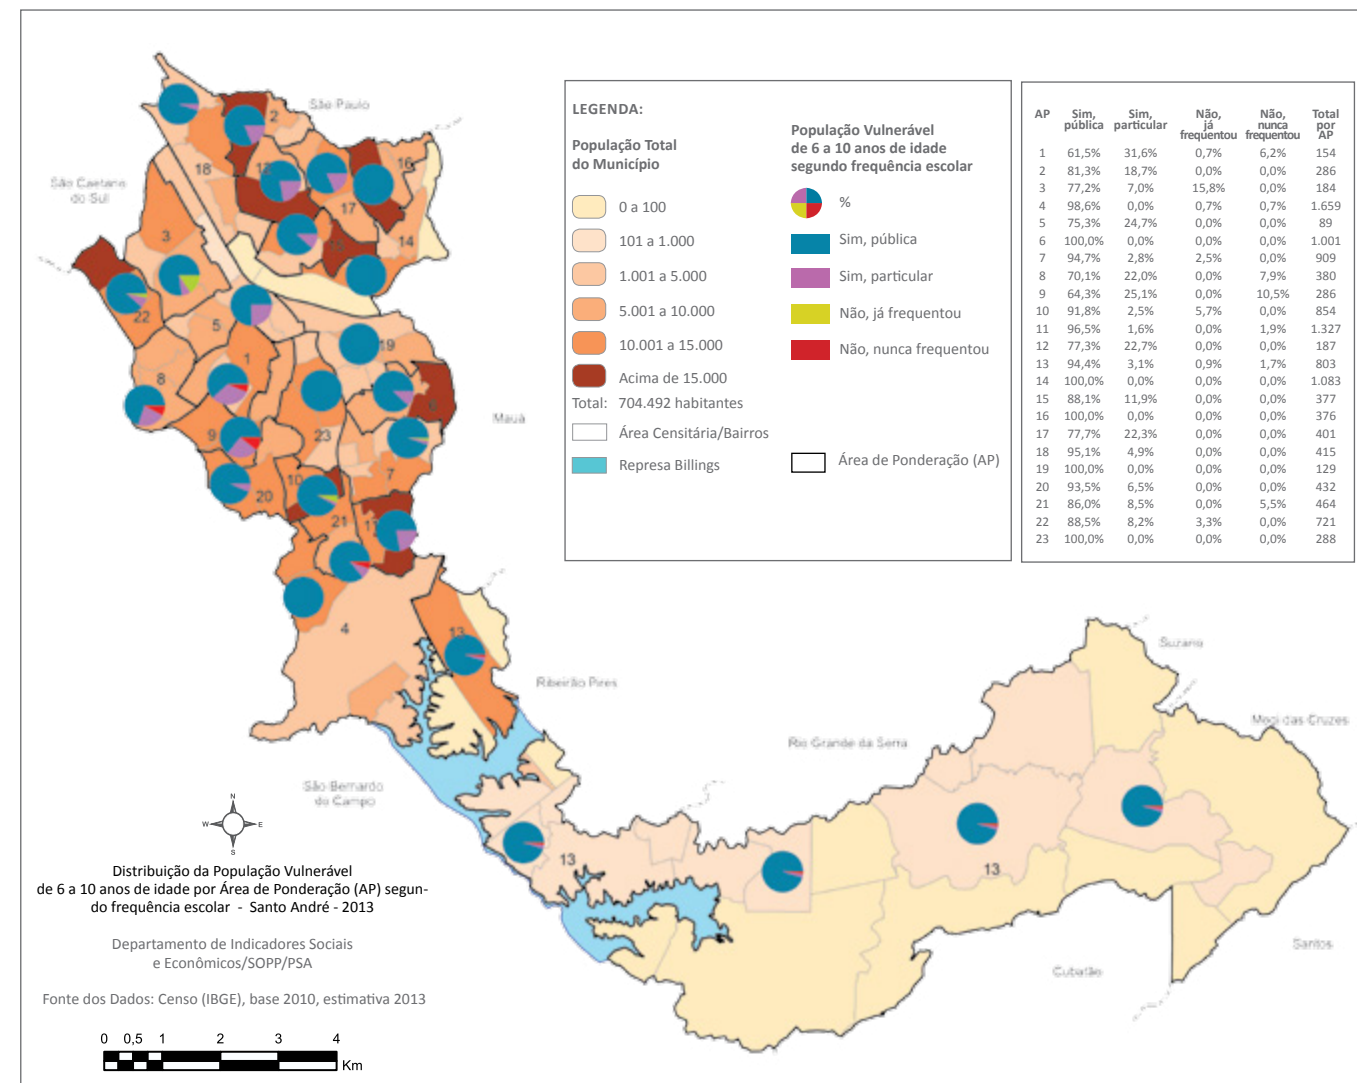 LEGENDA:
População Total
do Município
0 a 100
101 a 1.000
1.001 a 5.000
5.001 a 10.000
10.001 a 15.000
Acima de 15.000
Total: 704.492 habitantes
Área Censitária/Bairros
Represa Billings
População Vulnerável
de 6 a 10 anos de idade
segundo frequência escolar
%
Sim, pública
Sim, particular
Não, já frequentou
Não, nunca frequentou
Área de Ponderação (AP)
AP Sim, pública Sim, particular Não, já frequentou Não, nunca frequentou Total por AP
1 61,5% 31,6% 0,7% 6,2% 154
2 81,3% 18,7% 0,0% 0,0% 286
3 77,2% 7,0% 15,8% 0,0% 184
4 98,6% 0,0% 0,7% 0,7% 1.659
5 75,3% 24,7% 0,0% 0,0% 89
6 100,0% 0,0% 0,0% 0,0% 1.001
7 94,7% 2,8% 2,5% 0,0% 909
8 70,1% 22,0% 0,0% 7,9% 380
9 64,3% 25,1% 0,0% 10,5% 286
10 91,8% 2,5% 5,7% 0,0% 854
11 96,5% 1,6% 0,0% 1,9% 1.327
12 77,3% 22,7% 0,0% 0,0% 187
13 94,4% 3,1% 0,9% 1,7% 803
14 100,0% 0,0% 0,0% 0,0% 1.083
15 88,1% 11,9% 0,0% 0,0% 377
16 100,0% 0,0% 0,0% 0,0% 376
17 77,7% 22,3% 0,0% 0,0% 401
18 95,1% 4,9% 0,0% 0,0% 415
19 100,0% 0,0% 0,0% 0,0% 129
20 93,5% 6,5% 0,0% 0,0% 432
21 86,0% 8,5% 0,0% 5,5% 464
22 88,5% 8,2% 3,3% 0,0% 721
23 100,0% 0,0% 0,0% 0,0% 288
São Paulo
São Caetano
do Sul
Mauá
Ribeirão Pires
Rio Grande da Serra
Suzano
Mogi das Cruzes
Santos
Cubatão
São Bernardo
do Campo
2
18
16
17
14
3
22
5
19
1
8
9
23
7
10
20
21
4
13
13
13
N
W E
S
Distribuição da População Vulnerável
de 6 a 10 anos de idade por Área de Ponderação (AP) segun-
do frequência escolar - Santo André - 2013
Departamento de Indicadores Sociais
e Econômicos/SOPP/PSA
Fonte dos Dados: Censo (IBGE), base 2010, estimativa 2013
0 0,5 1 2 3 4
Km